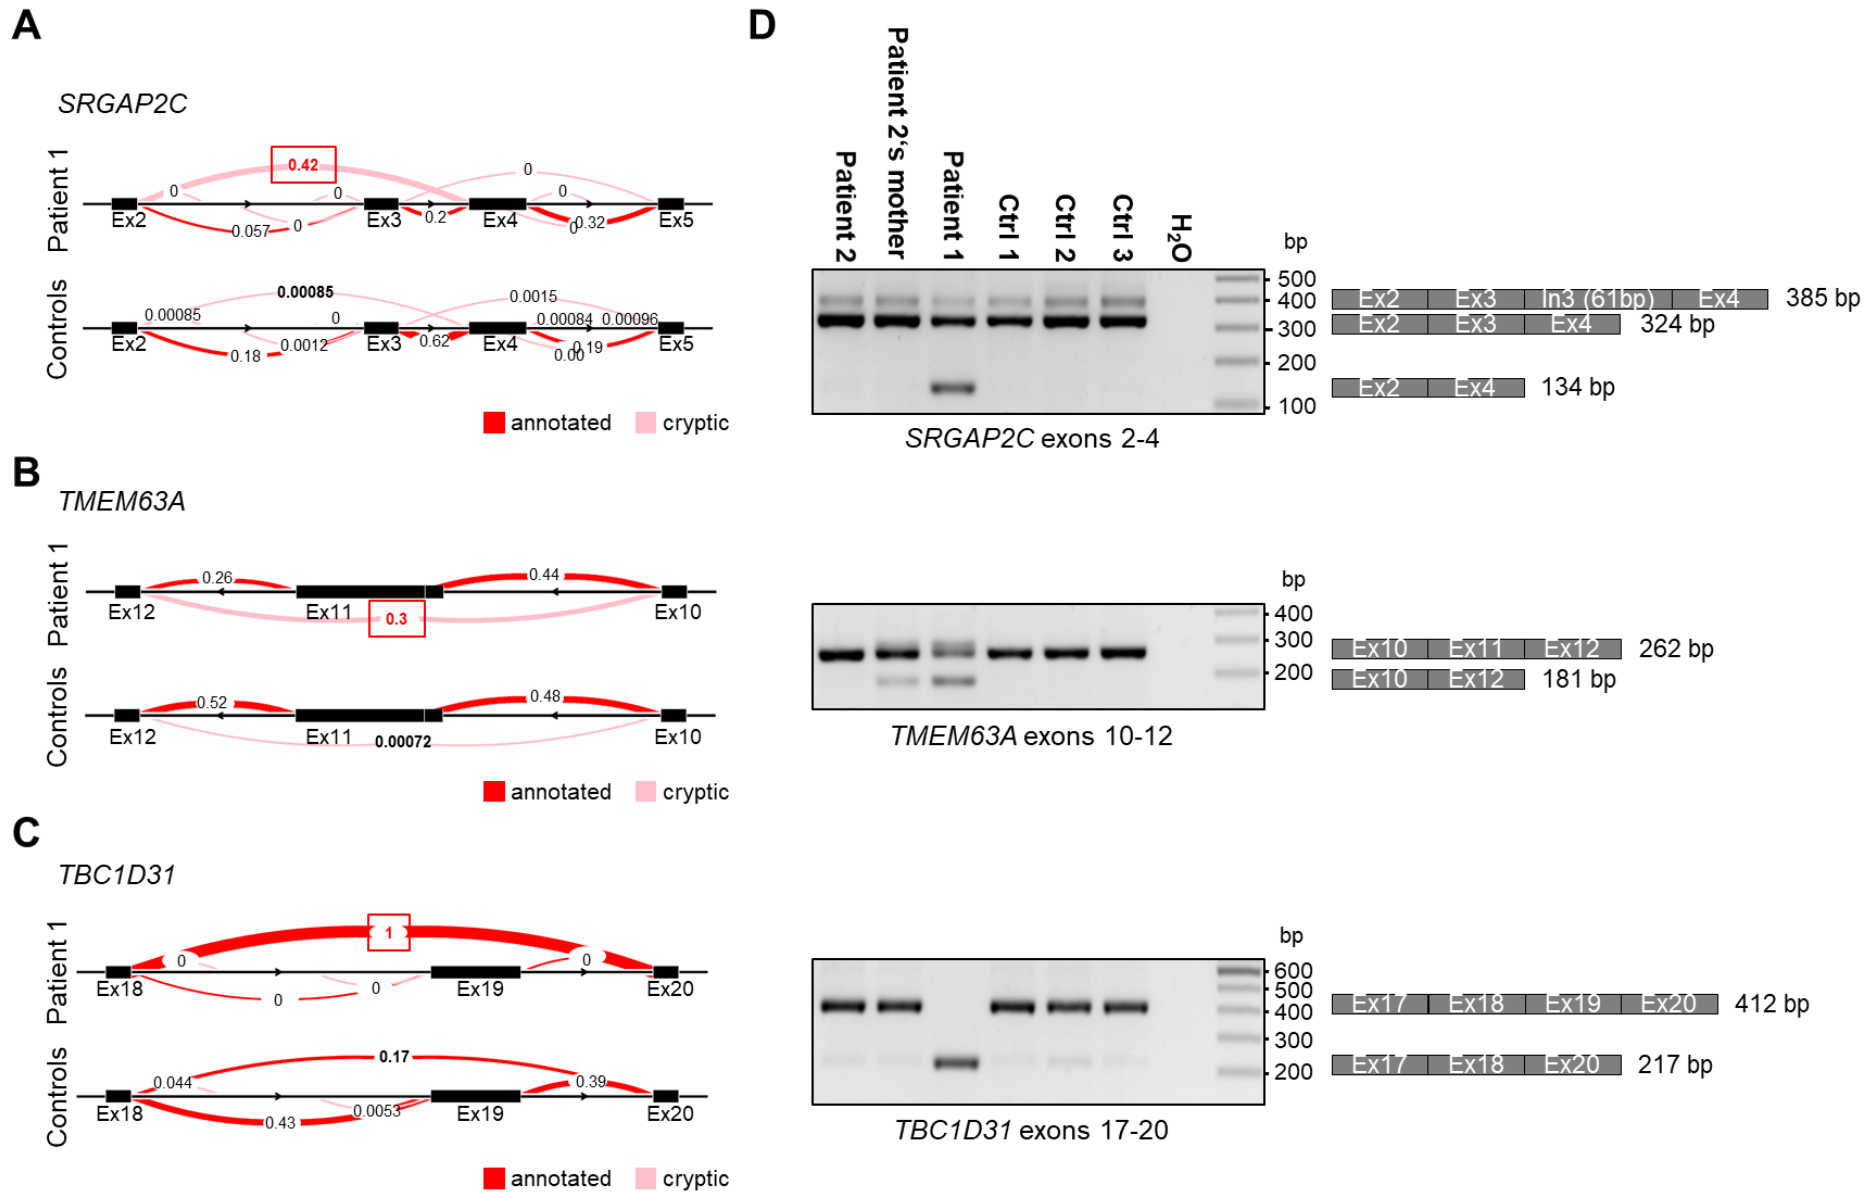 A
SRGAP2C
Patient 1
0.42
0
0
0
0
Ex2
Ex3
Ex4
Ex5
0.057
0
0.2
0
0.32
Controls
0.00085
0.00085
0
0.0015
0.00084
0.00096
Ex2
Ex3
Ex4
Ex5
0.18
0.0012
0.62
0.00
0.19
annotated
cryptic
B
TMEM63A
Patient 1
0.26
0.44
Ex12
Ex11
Ex10
0.3
Controls
0.52
0.48
Ex12
Ex11
Ex10
0.00072
annotated
cryptic
C
TBC1D31
Patient 1
1
0
0
Ex18
Ex19
Ex20
0
0
Controls
0.17
0.044
0.39
Ex18
Ex19
Ex20
0.43
0.0053
annotated
cryptic
D
Patient 2
Patient 2‘s mother
Patient 1
Ctrl 1
Ctrl 2
Ctrl 3
H₂O
bp
500
400
300
200
100
Ex2 Ex3 In3 (61bp) Ex4 385 bp
Ex2 Ex3 Ex4 324 bp
Ex2 Ex4 134 bp
SRGAP2C exons 2-4
bp
400
300
200
Ex10 Ex11 Ex12 262 bp
Ex10 Ex12 181 bp
TMEM63A exons 10-12
bp
600
500
400
300
200
Ex17 Ex18 Ex19 Ex20 412 bp
Ex17 Ex18 Ex20 217 bp
TBC1D31 exons 17-20